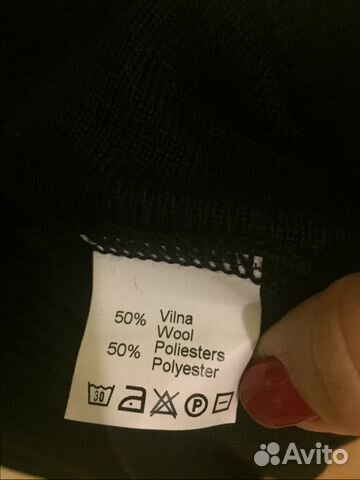 50% Vilna
Wool
50% Poliesters
Polyester
30 P
Avito